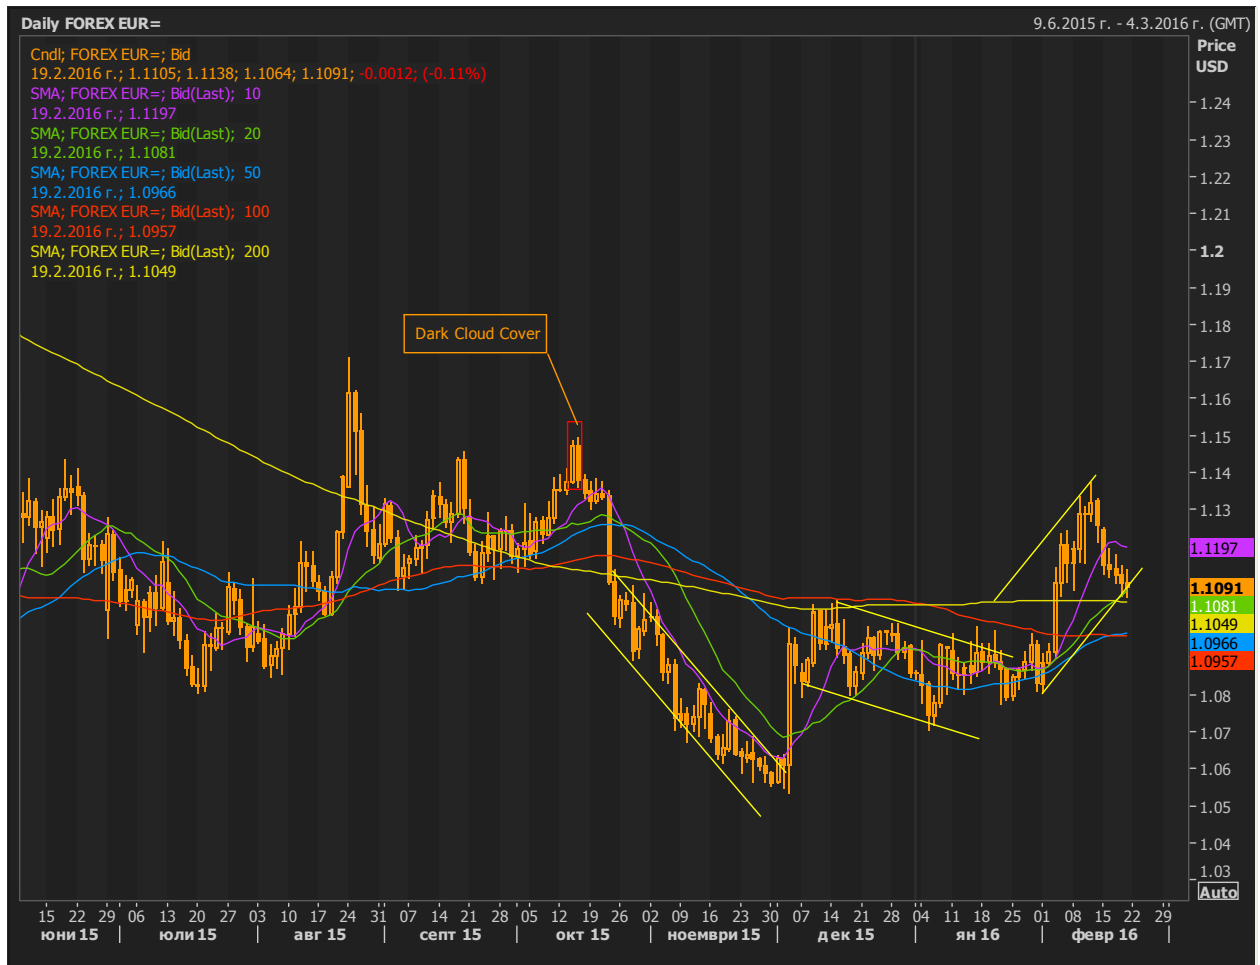 Daily FOREX EUR=
9.6.2015 г. - 4.3.2016 г. (GMT)
Cndl; FOREX EUR=; Bid
19.2.2016 г.; 1.1105; 1.1138; 1.1064; 1.1091; -0.0012; (-0.11%)
SMA; FOREX EUR=; Bid(Last); 10
19.2.2016 г.; 1.1197
SMA; FOREX EUR=; Bid(Last); 20
19.2.2016 г.; 1.1081
SMA; FOREX EUR=; Bid(Last); 50
19.2.2016 г.; 1.0966
SMA; FOREX EUR=; Bid(Last); 100
19.2.2016 г.; 1.0957
SMA; FOREX EUR=; Bid(Last); 200
19.2.2016 г.; 1.1049
Dark Cloud Cover
Price
USD
1.24
1.23
1.22
1.21
1.2
1.19
1.18
1.17
1.16
1.15
1.14
1.13
1.1197
1.1091
1.1081
1.1049
1.0966
1.0957
1.08
1.07
1.06
1.05
1.04
1.03
Auto
15 22 29 06 13 20 27 03 10 17 24 31 07 14 21 28 05 12 19 26 02 09 16 23 30 07 14 21 28 04 11 18 25 01 08 15 22 29
юни 15 юли 15 авг 15 септ 15 окт 15 ноември 15 дек 15 ян 16 февр 16